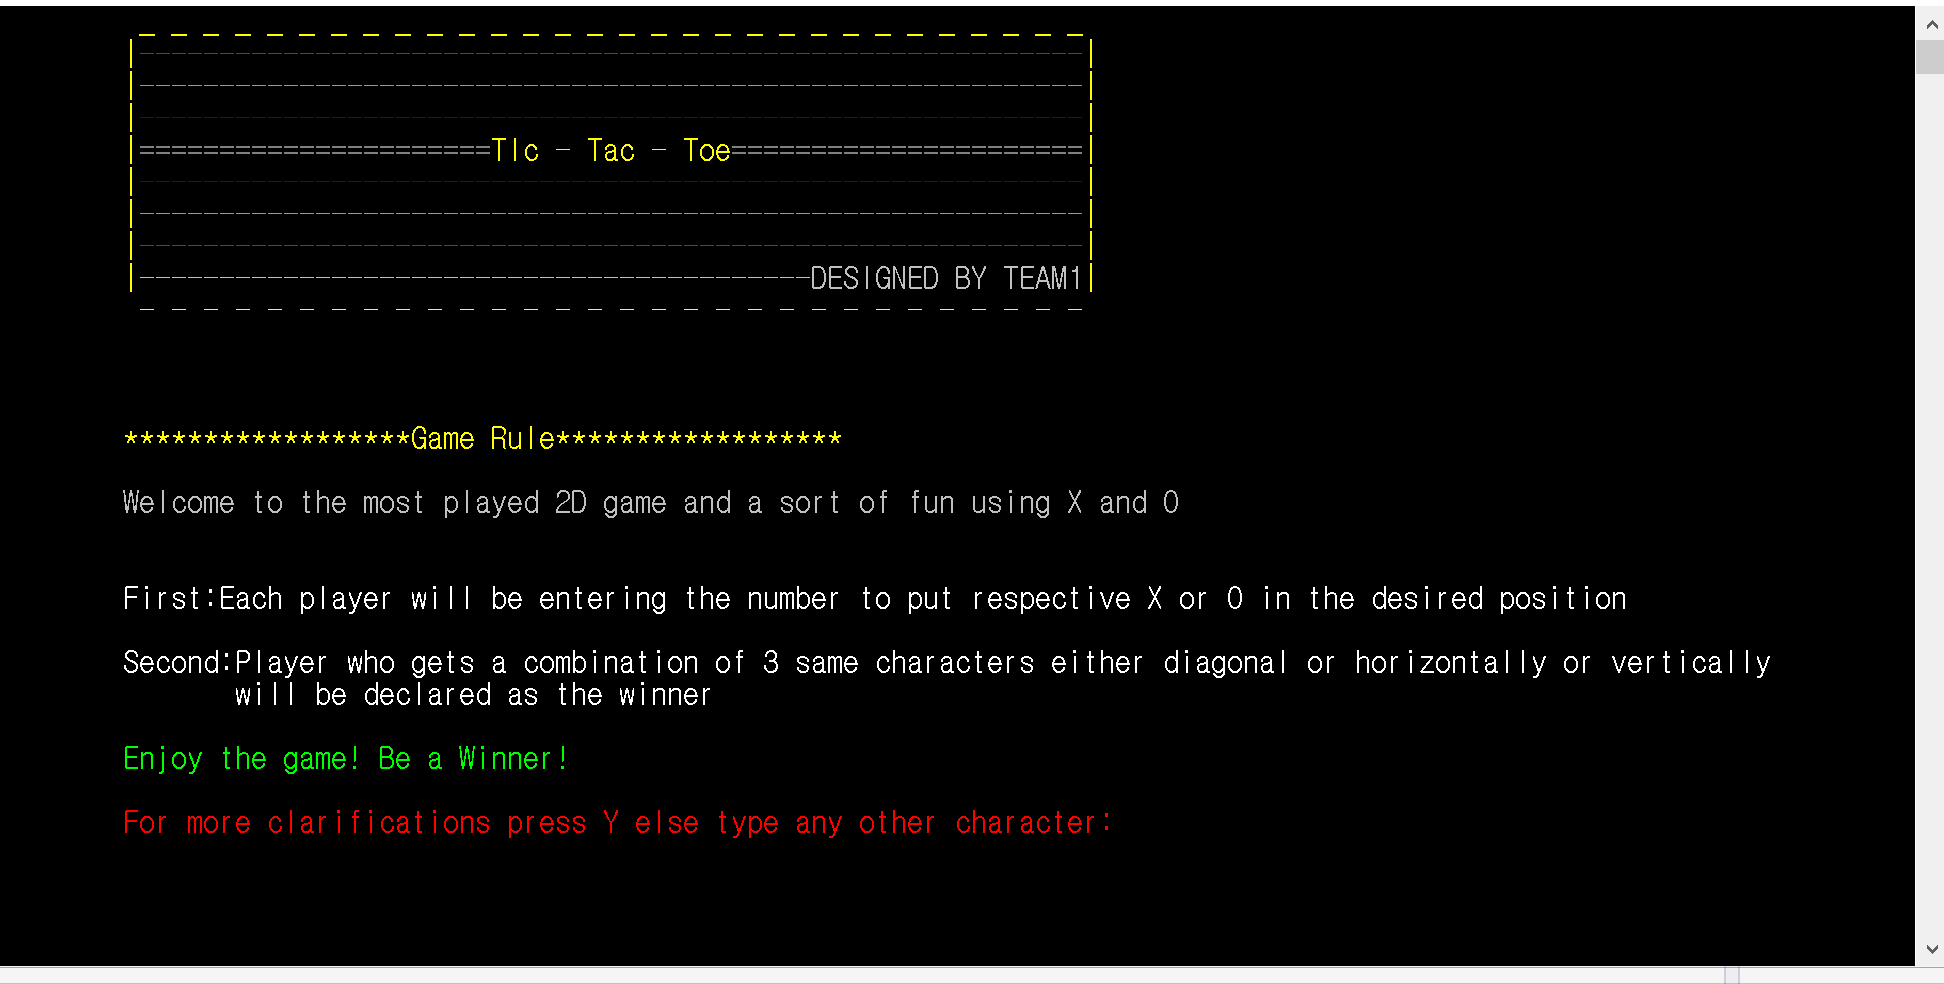 ======================TIc - Tac - Toe======================
DESIGNED BY TEAM1
******************Game Rule******************
Welcome to the most played 2D game and a sort of fun using X and O
First:Each player will be entering the number to put respective X or O in the desired position
Second:Player who gets a combination of 3 same characters either diagonal or horizontally or vertically
will be declared as the winner
Enjoy the game! Be a Winner!
For more clarifications press Y else type any other character: